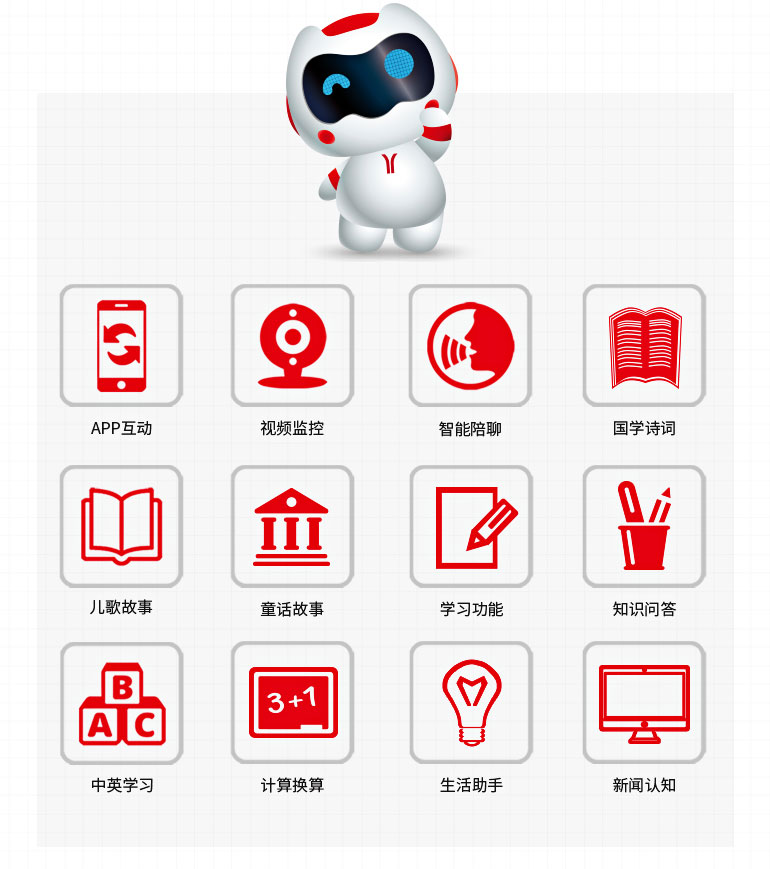 APP互动
视频监控
智能陪聊
国学诗词
儿歌故事
童话故事
学习功能
知识问答
B
A C
3+1
中英学习
计算换算
生活助手
新闻认知